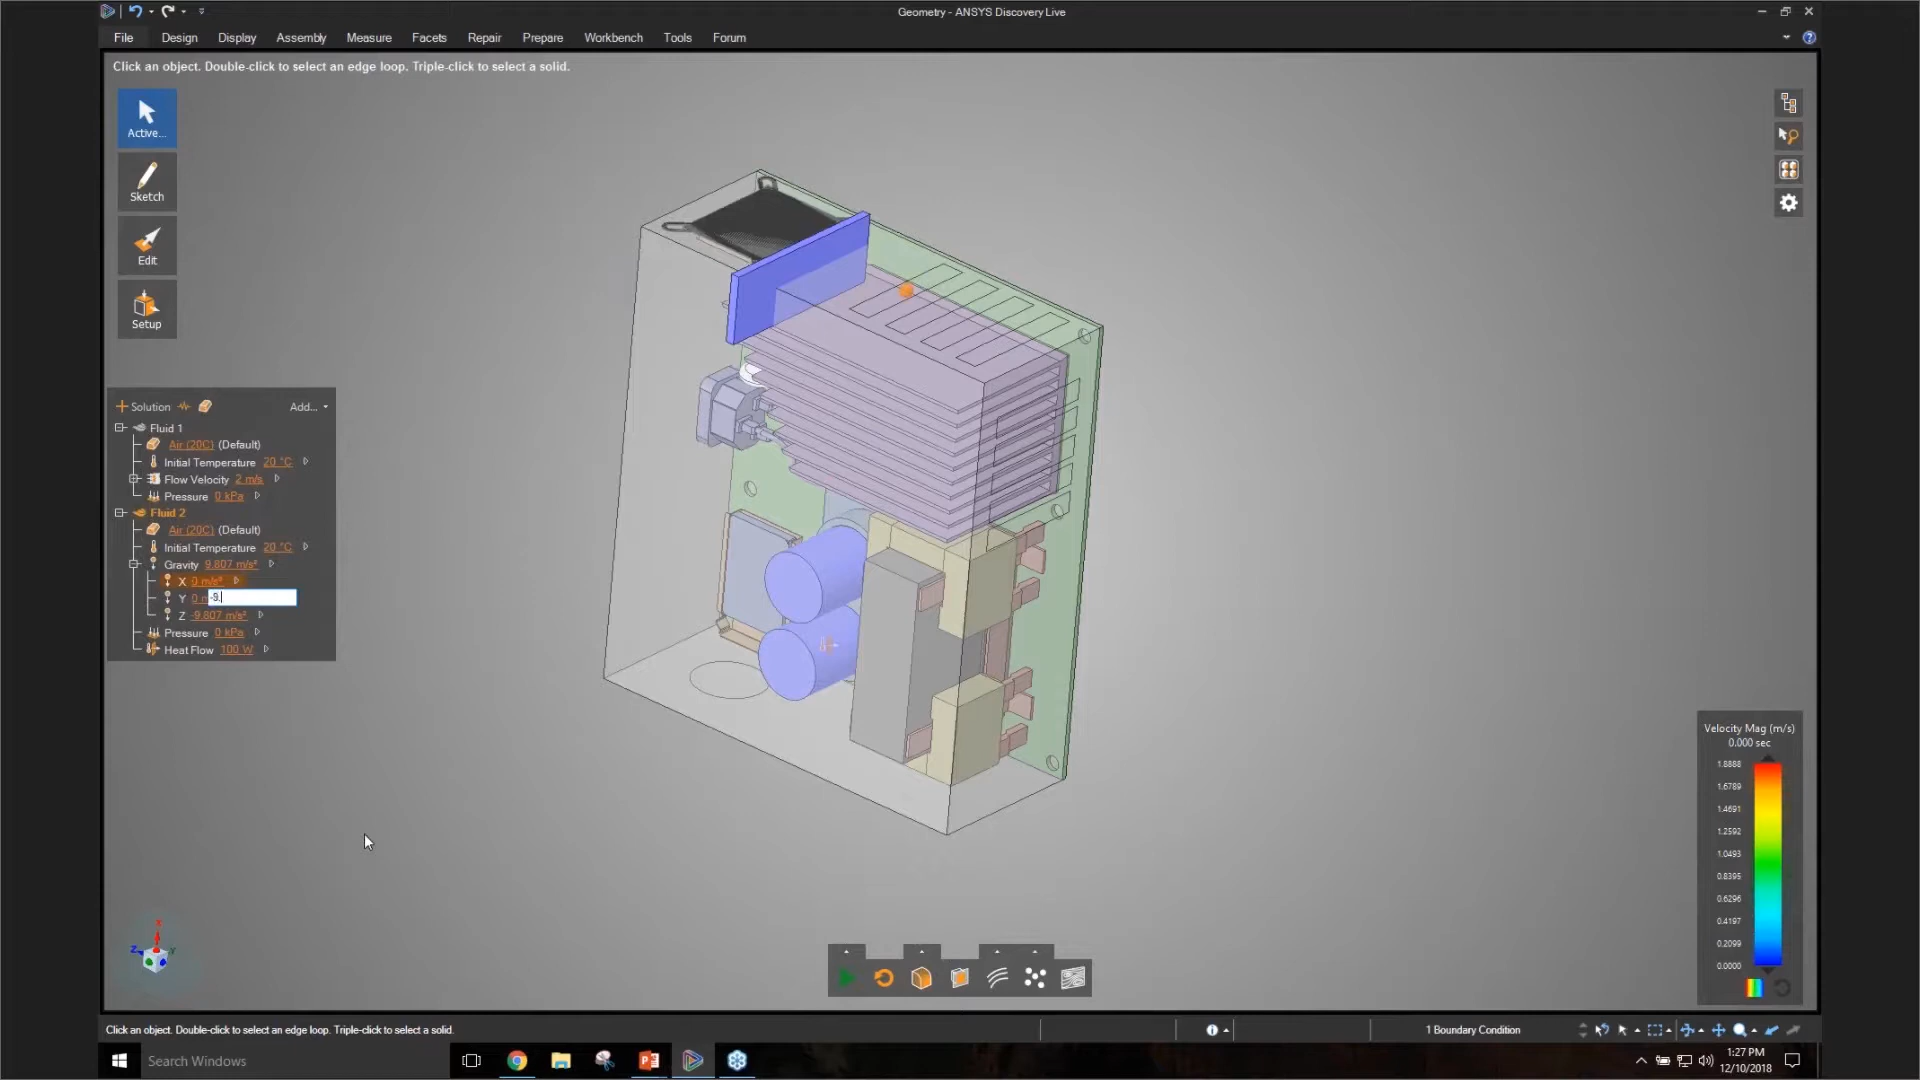 Geometry - ANSYS Discovery Live
File Design Display Assembly Measure Facets Repair Prepare Workbench Tools Forum
Click an object. Double-click to select an edge loop. Triple-click to select a solid.
Active...
Sketch
Edit
Setup
Solution Add...
Fluid 1
Air (20C) (Default)
Initial Temperature 20 °C
Flow Velocity 2 m/s
Pressure 0 kPa
Fluid 2
Air (20C) (Default)
Initial Temperature 20 °C
Gravity 9.807 m/s²
X 0 m/s²
Y 0 m -9.
Z -9.807 m/s²
Pressure 0 kPa
Heat Flow 100 W
Velocity Mag (m/s)
0.000 sec
1.8888
1.6789
1.4691
1.2592
1.0493
0.8395
0.6296
0.4197
0.2099
0.0000
X
Z
Y
Click an object. Double-click to select an edge loop. Triple-click to select a solid.
1 Boundary Condition
Search Windows
1:27 PM
12/10/2018